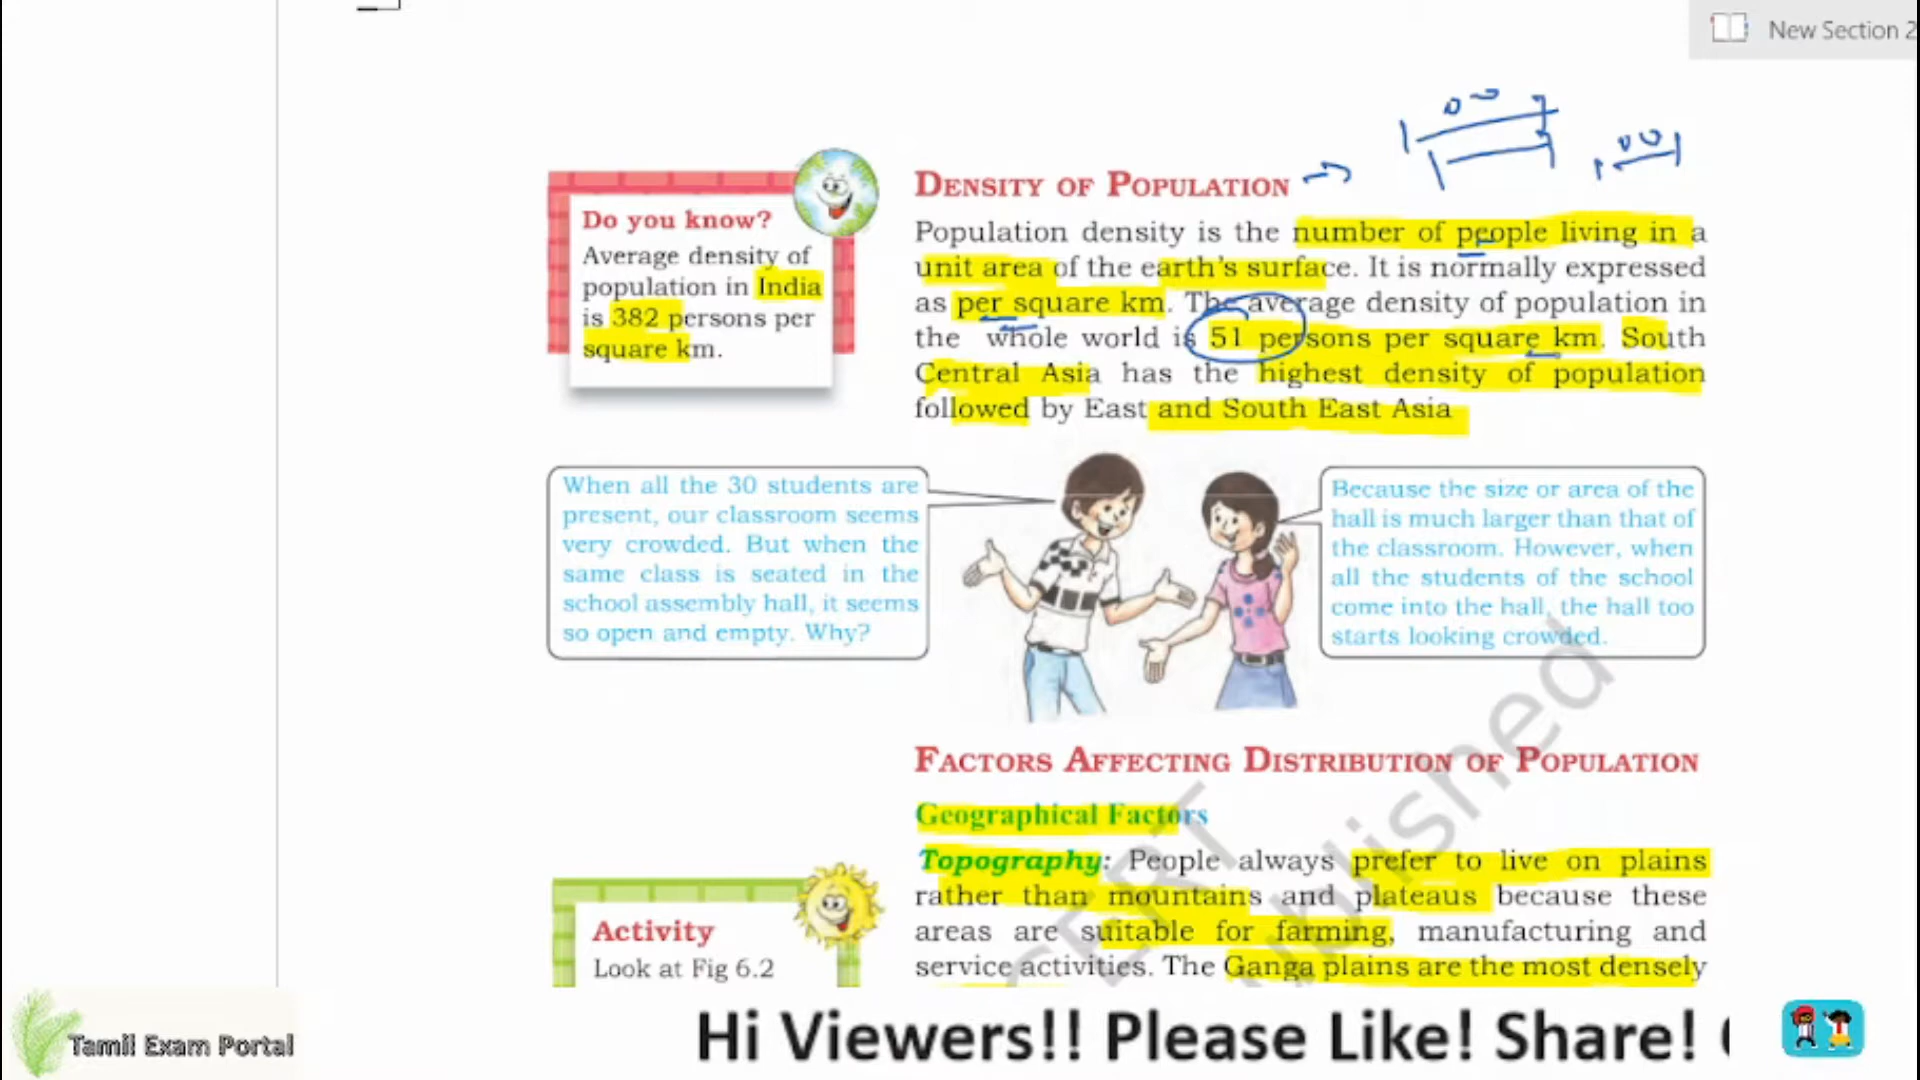 New Section 2
Do you know?
Average density of
population in India
is 382 persons per
square km.
DENSITY OF POPULATION
Population density is the number of people living in a
unit area of the earth's surface. It is normally expressed
as per square km. The average density of population in
the whole world is 51 persons per square km. South
Central Asia has the highest density of population
followed by East and South East Asia
When all the 30 students are
present, our classroom seems
very crowded. But when the
same class is seated in the
school assembly hall, it seems
so open and empty. Why?
Because the size or area of the
hall is much larger than that of
the classroom. However, when
all the students of the school
come into the hall, the hall too
starts looking crowded.
FACTORS AFFECTING DISTRIBUTION OF POPULATION
Geographical Factors
Topography: People always prefer to live on plains
rather than mountains and plateaus because these
areas are suitable for farming, manufacturing and
service activities. The Ganga plains are the most densely
Activity
Look at Fig 6.2
Tamil Exam Portal
Hi Viewers!! Please Like! Share!